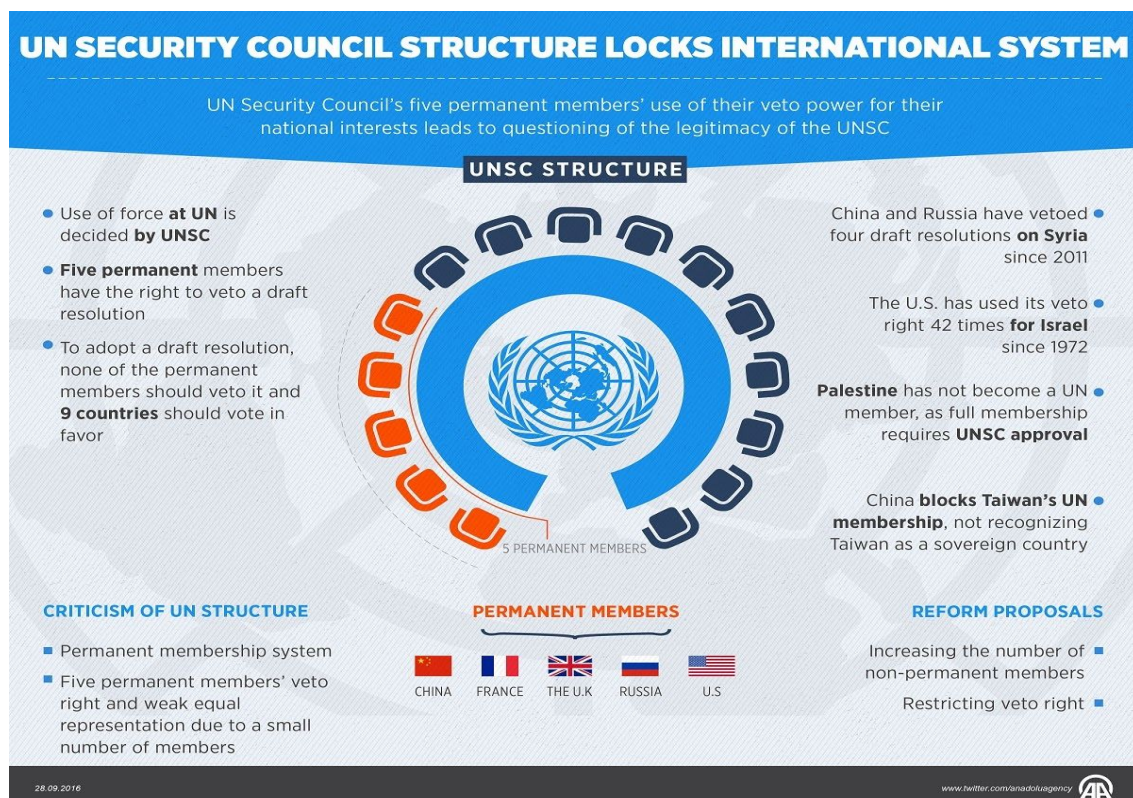 UN SECURITY COUNCIL STRUCTURE LOCKS INTERNATIONAL SYSTEM
UN Security Council's five permanent members' use of their veto power for their
national interests leads to questioning of the legitimacy of the UNSC
UNSC STRUCTURE
Use of force at UN is
decided by UNSC
Five permanent members
have the right to veto a draft
resolution
To adopt a draft resolution,
none of the permanent
members should veto it and
9 countries should vote in
favor
5 PERMANENT MEMBERS
China and Russia have vetoed
four draft resolutions on Syria
since 2011
The U.S. has used its veto
right 42 times for Israel
since 1972
Palestine has not become a UN
member, as full membership
requires UNSC approval
China blocks Taiwan's UN
membership, not recognizing
Taiwan as a sovereign country
CRITICISM OF UN STRUCTURE
Permanent membership system
Five permanent members' veto
right and weak equal
representation due to a small
number of members
PERMANENT MEMBERS
CHINA
FRANCE
THE U.K
RUSSIA
U.S
REFORM PROPOSALS
Increasing the number of
non-permanent members
Restricting veto right
28.09.2016
www.twitter.com/anadoluagency
AA